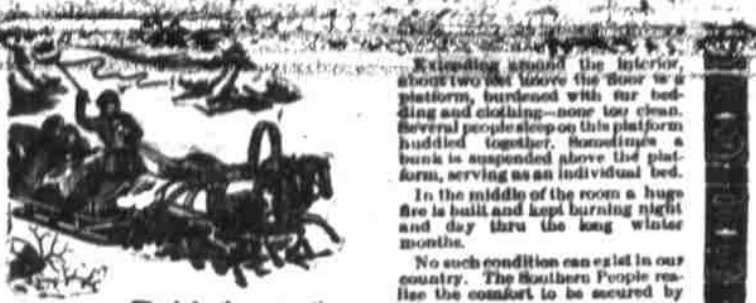 Extending around the interior,
about two feet above the floor is a
platform, burdened with fur bed-
ding and clothing—none too clean.
Several people sleep on this platform
huddled together. Sometimes a
bunk is suspended above the plat-
form, serving as an individual bed.
In the middle of the room a huge
fire is built and kept burning night
and day thru the long winter
months.
No such condition can exist in our
country. The Southern People rea-
lise the comfort to be secured by